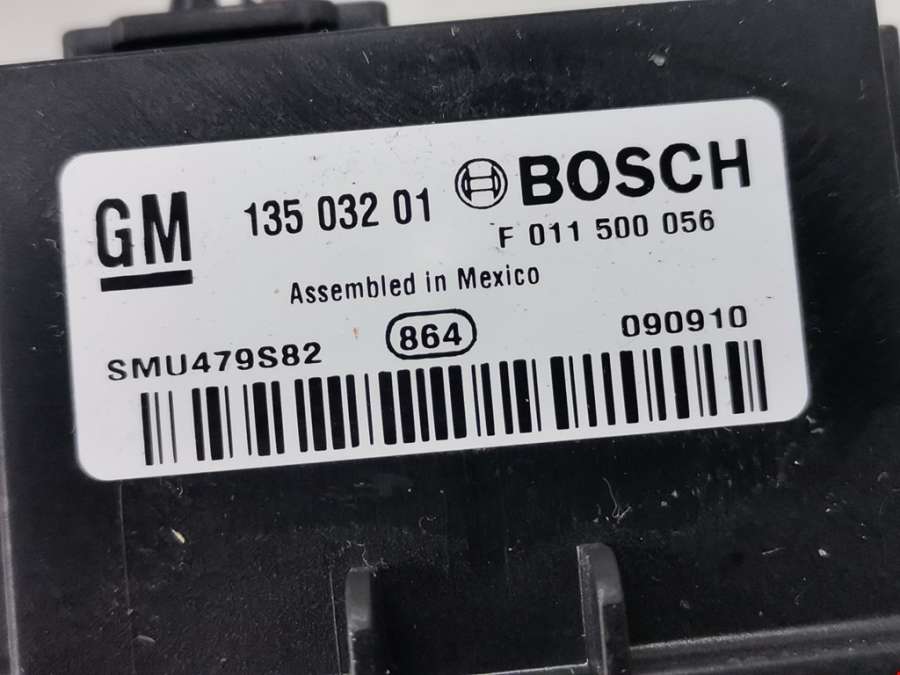 GM 135 032 01 BOSCH
F 011 500 056
Assembled in Mexico
864
SMU479S82 090910